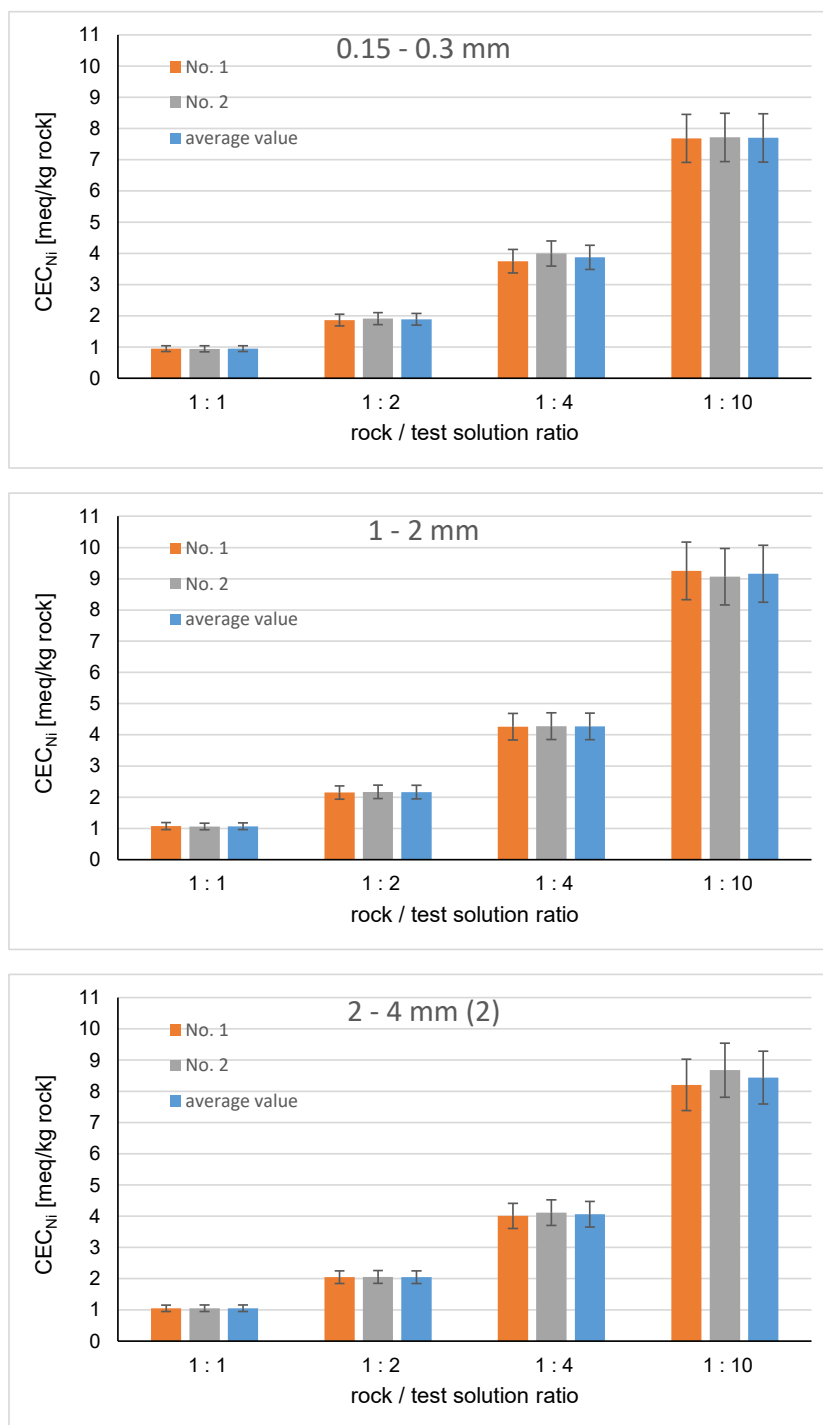 0.15 - 0.3 mm
No. 1
No. 2
average value
CEC_Ni [meq/kg rock]
11
10
9
8
7
6
5
4
3
2
1
0
1 : 1 1 : 2 1 : 4 1 : 10
rock / test solution ratio
1 - 2 mm
No. 1
No. 2
average value
CEC_Ni [meq/kg rock]
11
10
9
8
7
6
5
4
3
2
1
0
1 : 1 1 : 2 1 : 4 1 : 10
rock / test solution ratio
2 - 4 mm (2)
No. 1
No. 2
average value
CEC_Ni [meq/kg rock]
11
10
9
8
7
6
5
4
3
2
1
0
1 : 1 1 : 2 1 : 4 1 : 10
rock / test solution ratio